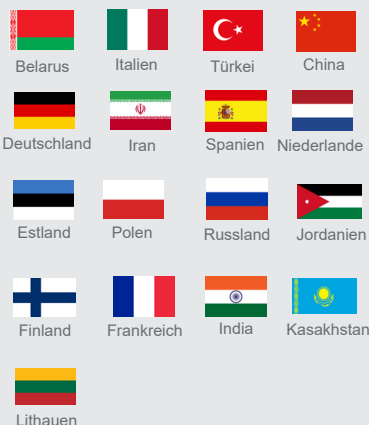 Belarus Italien Türkei China
Deutschland Iran Spanien Niederlande
Estland Polen Russland Jordanien
Finland Frankreich India Kasakhstan
Lithauen